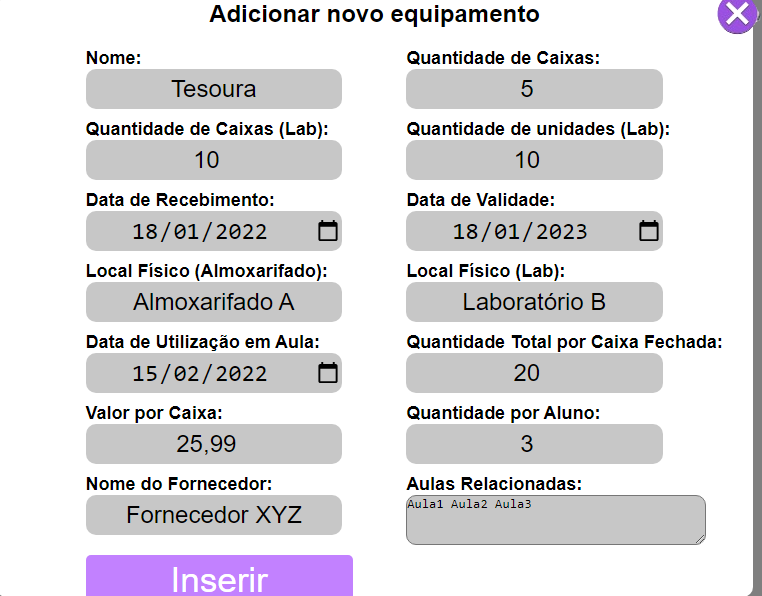 Adicionar novo equipamento
Nome:
Tesoura
Quantidade de Caixas:
5
Quantidade de Caixas (Lab):
10
Quantidade de unidades (Lab):
10
Data de Recebimento:
18/01/2022
Data de Validade:
18/01/2023
Local Físico (Almoxarifado):
Almoxarifado A
Local Físico (Lab):
Laboratório B
Data de Utilização em Aula:
15/02/2022
Quantidade Total por Caixa Fechada:
20
Valor por Caixa:
25,99
Quantidade por Aluno:
3
Nome do Fornecedor:
Fornecedor XYZ
Aulas Relacionadas:
Aula1 Aula2 Aula3
Inserir